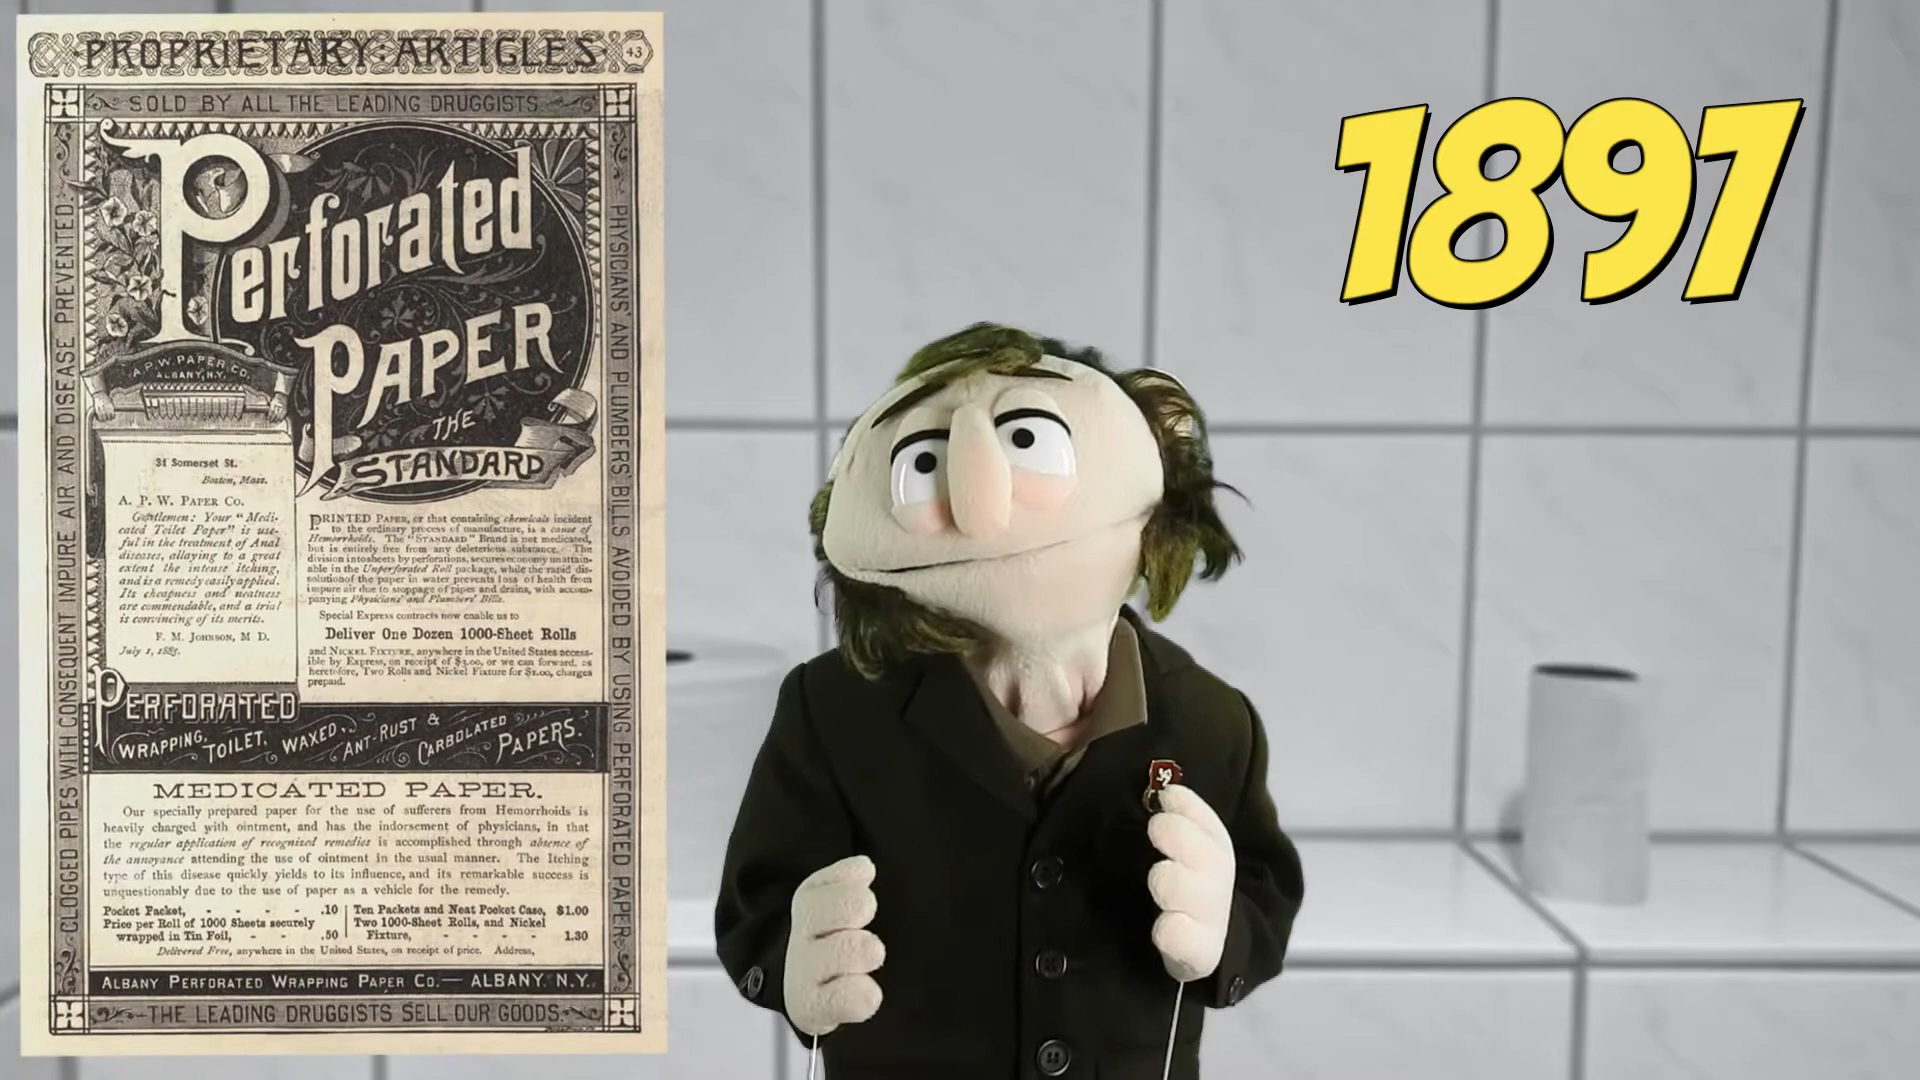 PROPRIETARY:ARTICLES
43
SOLD BY ALL THE LEADING DRUGGISTS.
CLOGGED PIPES WITH CONSEQUENT IMPURE AIR AND DISEASE PREVENTED.
PHYSICIANS' AND PLUMBERS' BILLS AVOIDED BY USING PERFORATED PAPER.
Perforated
PAPER
THE
STANDARD
A.P.W. PAPER CO.
ALBANY, N.Y.
31 Somerset St.
Boston, Mass.
A. P. W. PAPER CO.
Gentlemen: Your "Medi-
cated Toilet Paper" is use-
ful in the treatment of Anal
diseases, allaying to a great
extent the intense itching,
and is a remedy easily applied.
Its cheapness and neatness
are commendable, and a trial
is convincing of its merits.
F. M. JOHNSON, M D.
July 1, 1885.
PRINTED PAPER, or that containing chemicals incident
to the ordinary process of manufacture, is a cause of
Hemorrhoids. The "STANDARD" Brand is not medicated,
but is entirely free from any deleterious substance. The
division into sheets by perforations, secures economy unattain-
able in the Unperforated Roll package, while the rapid dis-
solution of the paper in water prevents loss of health from
impure air due to stoppage of pipes and drains, with accom-
panying Physicians' and Plumbers' Bills.
Special Express contracts now enable us to
Deliver One Dozen 1000-Sheet Rolls
and NICKEL FIXTURE, anywhere in the United States access-
ible by Express, on receipt of $3.00, or we can forward, as
heretofore, Two Rolls and Nickel Fixture for $1.00, charges
prepaid.
PERFORATED
WRAPPING, TOILET, WAXED, ANT-RUST & CARBOLATED PAPERS.
MEDICATED PAPER.
Our specially prepared paper for the use of sufferers from Hemorrhoids is
heavily charged with ointment, and has the indorsement of physicians, in that
the regular application of recognized remedies is accomplished through absence of
the annoyance attending the use of ointment in the usual manner. The Itching
type of this disease quickly yields to its influence, and its remarkable success is
unquestionably due to the use of paper as a vehicle for the remedy.
Pocket Packet, - - - - .10
Price per Roll of 1000 Sheets securely
wrapped in Tin Foil, - - .50
Ten Packets and Neat Pocket Case, $1.00
Two 1000-Sheet Rolls, and Nickel
Fixture, - - - - 1.30
Delivered Free, anywhere in the United States, on receipt of price. Address,
ALBANY PERFORATED WRAPPING PAPER CO.— ALBANY, N.Y.
THE LEADING DRUGGISTS SELL OUR GOODS.
1897